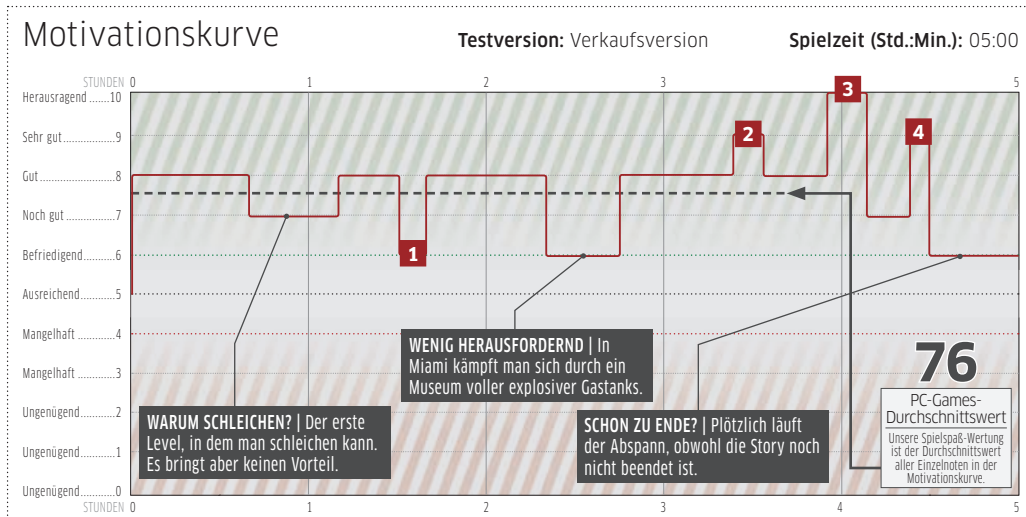 Motivationskurve
Testversion: Verkaufsversion
Spielzeit (Std.:Min.): 05:00
STUNDEN 0 1 2 3 4 5
Herausragend ......10
Sehr gut..................9
Gut.........................8
Noch gut.................7
Befriedigend..........6
Ausreichend...........5
Mangelhaft ............4
Mangelhaft ............3
Ungenügend...........2
Ungenügend...........1
Ungenügend...........0
STUNDEN 0 1 2 3 4 5
1
2
3
4
WARUM SCHLEICHEN? | Der erste
Level, in dem man schleichen kann.
Es bringt aber keinen Vorteil.
WENIG HERAUSFORDERND | In
Miami kämpft man sich durch ein
Museum voller explosiver Gastanks.
SCHON ZU ENDE? | Plötzlich läuft
der Abspann, obwohl die Story noch
nicht beendet ist.
76
PC-Games-
Durchschnittswert
Unsere Spielspaß-Wertung
ist der Durchschnittswert
aller Einzelnoten in der
Motivationskurve.